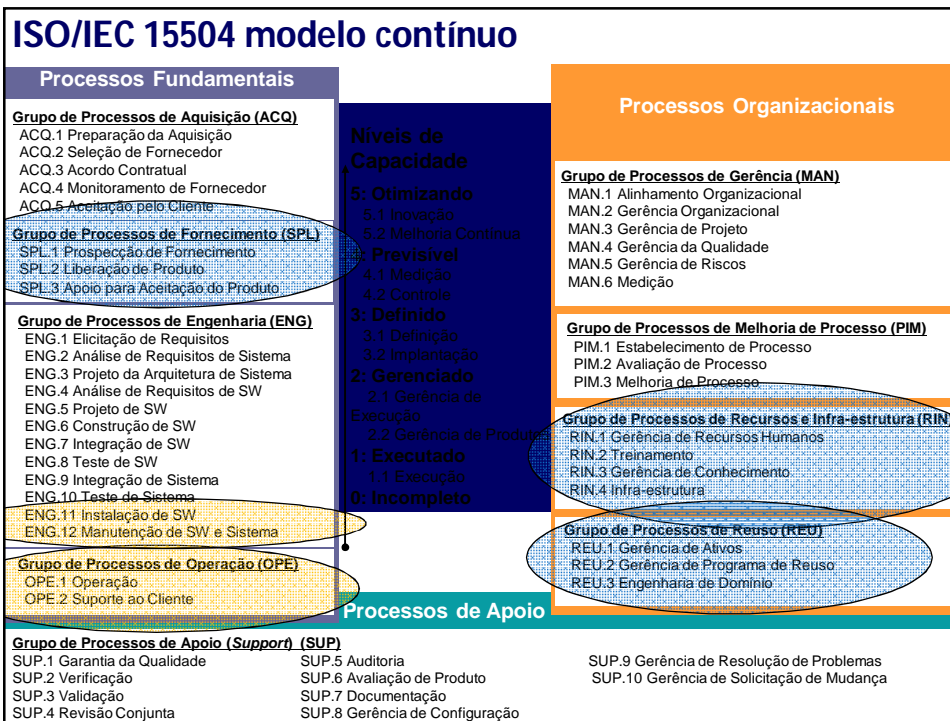 ISO/IEC 15504 modelo contínuo
Processos Fundamentais
Grupo de Processos de Aquisição (ACQ)
ACQ.1 Preparação da Aquisição
ACQ.2 Seleção de Fornecedor
ACQ.3 Acordo Contratual
ACQ.4 Monitoramento de Fornecedor
ACQ.5 Aceitação pelo Cliente
Grupo de Processos de Fornecimento (SPL)
SPL.1 Prospecção de Fornecimento
SPL.2 Liberação de Produto
SPL.3 Apoio para Aceitação do Produto
Grupo de Processos de Engenharia (ENG)
ENG.1 Elicitação de Requisitos
ENG.2 Análise de Requisitos de Sistema
ENG.3 Projeto da Arquitetura de Sistema
ENG.4 Análise de Requisitos de SW
ENG.5 Projeto de SW
ENG.6 Construção de SW
ENG.7 Integração de SW
ENG.8 Teste de SW
ENG.9 Integração de Sistema
ENG.10 Teste de Sistema
ENG.11 Instalação de SW
ENG.12 Manutenção de SW e Sistema
Grupo de Processos de Operação (OPE)
OPE.1 Operação
OPE.2 Suporte ao Cliente
Níveis de
Capacidade
5: Otimizando
5.1 Inovação
5.2 Melhoria Contínua
: Previsível
4.1 Medição
4.2 Controle
3: Definido
3.1 Definição
3.2 Implantação
2: Gerenciado
2.1 Gerência de
Execução
2.2 Gerência de Produto
1: Executado
1.1 Execução
0: Incompleto
Processos Organizacionais
Grupo de Processos de Gerência (MAN)
MAN.1 Alinhamento Organizacional
MAN.2 Gerência Organizacional
MAN.3 Gerência de Projeto
MAN.4 Gerência da Qualidade
MAN.5 Gerência de Riscos
MAN.6 Medição
Grupo de Processos de Melhoria de Processo (PIM)
PIM.1 Estabelecimento de Processo
PIM.2 Avaliação de Processo
PIM.3 Melhoria de Processo
Grupo de Processos de Recursos e Infra-estrutura (RIN)
RIN.1 Gerência de Recursos Humanos
RIN.2 Treinamento
RIN.3 Gerência de Conhecimento
RIN.4 Infra-estrutura
Grupo de Processos de Reuso (REU)
REU.1 Gerência de Ativos
REU.2 Gerência de Programa de Reuso
REU.3 Engenharia de Domínio
Processos de Apoio
Grupo de Processos de Apoio (Support) (SUP)
SUP.1 Garantia da Qualidade
SUP.2 Verificação
SUP.3 Validação
SUP.4 Revisão Conjunta
SUP.5 Auditoria
SUP.6 Avaliação de Produto
SUP.7 Documentação
SUP.8 Gerência de Configuração
SUP.9 Gerência de Resolução de Problemas
SUP.10 Gerência de Solicitação de Mudança